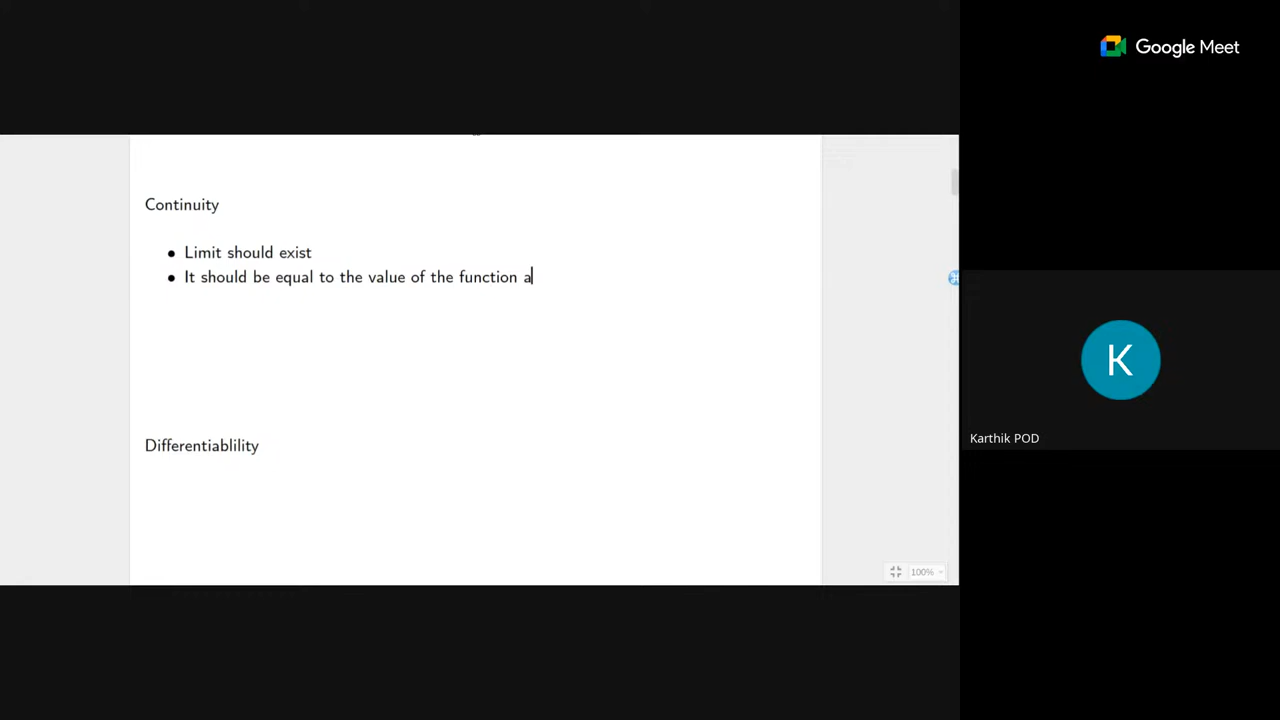 Google Meet
Continuity
• Limit should exist
• It should be equal to the value of the function a
K
Karthik POD
Differentiablility
100%